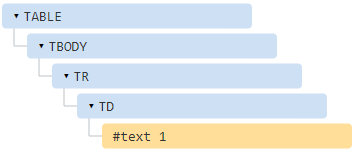 ▾ TABLE
▾ TBODY
▾ TR
▾ TD
#text 1